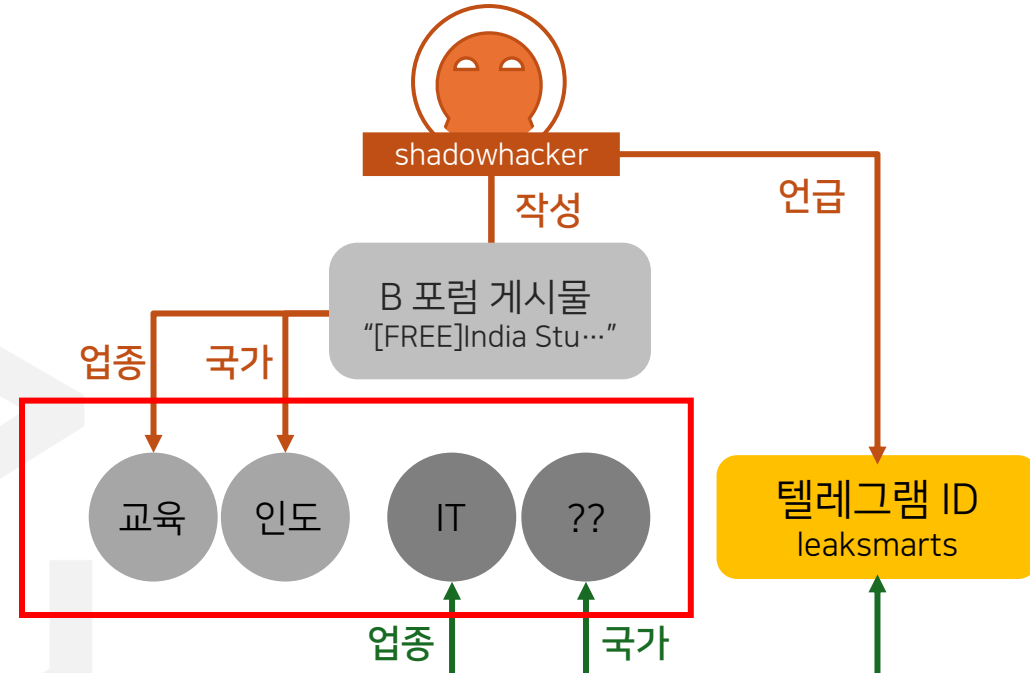 shadowhacker
작성
언급
B 포럼 게시물
“[FREE]India Stu…”
업종
국가
교육
인도
IT
??
텔레그램 ID
leaksmarts
업종
국가